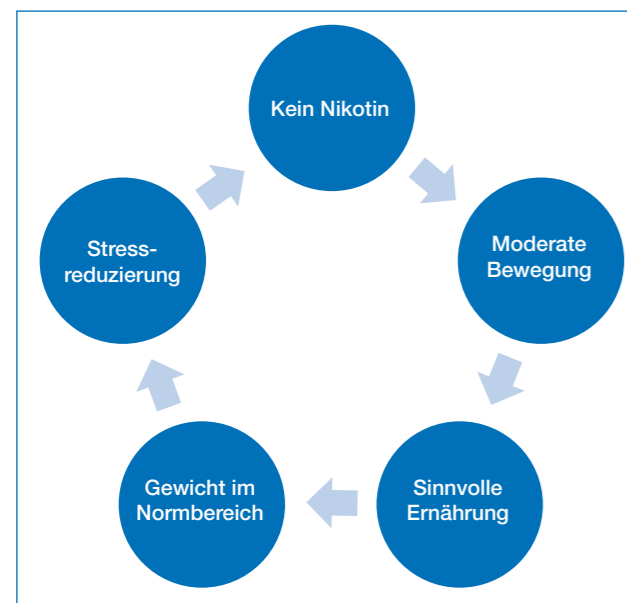 Kein Nikotin
Moderate
Bewegung
Sinnvolle
Ernährung
Gewicht im
Normbereich
Stress-
reduzierung